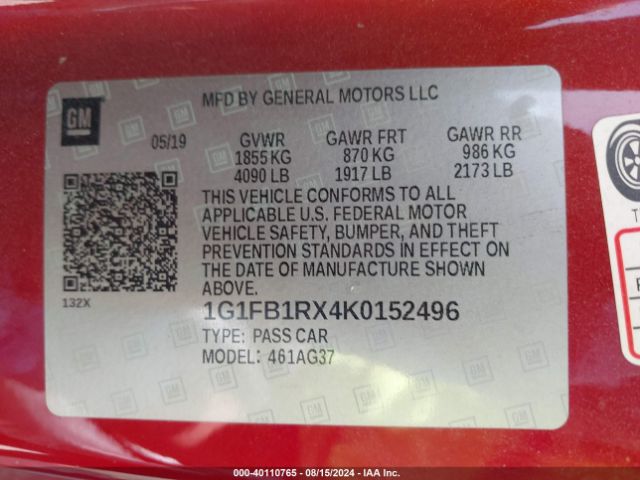 GM
MFD BY GENERAL MOTORS LLC
05/19 GVWR GAWR FRT GAWR RR
1855 KG 870 KG 986 KG
4090 LB 1917 LB 2173 LB
THIS VEHICLE CONFORMS TO ALL
APPLICABLE U.S. FEDERAL MOTOR
VEHICLE SAFETY, BUMPER, AND THEFT
PREVENTION STANDARDS IN EFFECT ON
THE DATE OF MANUFACTURE SHOWN
ABOVE.
132X
1G1FB1RX4K0152496
TYPE: PASS CAR
MODEL: 461AG37
000-40110765 - 08/15/2024 - IAA Inc.